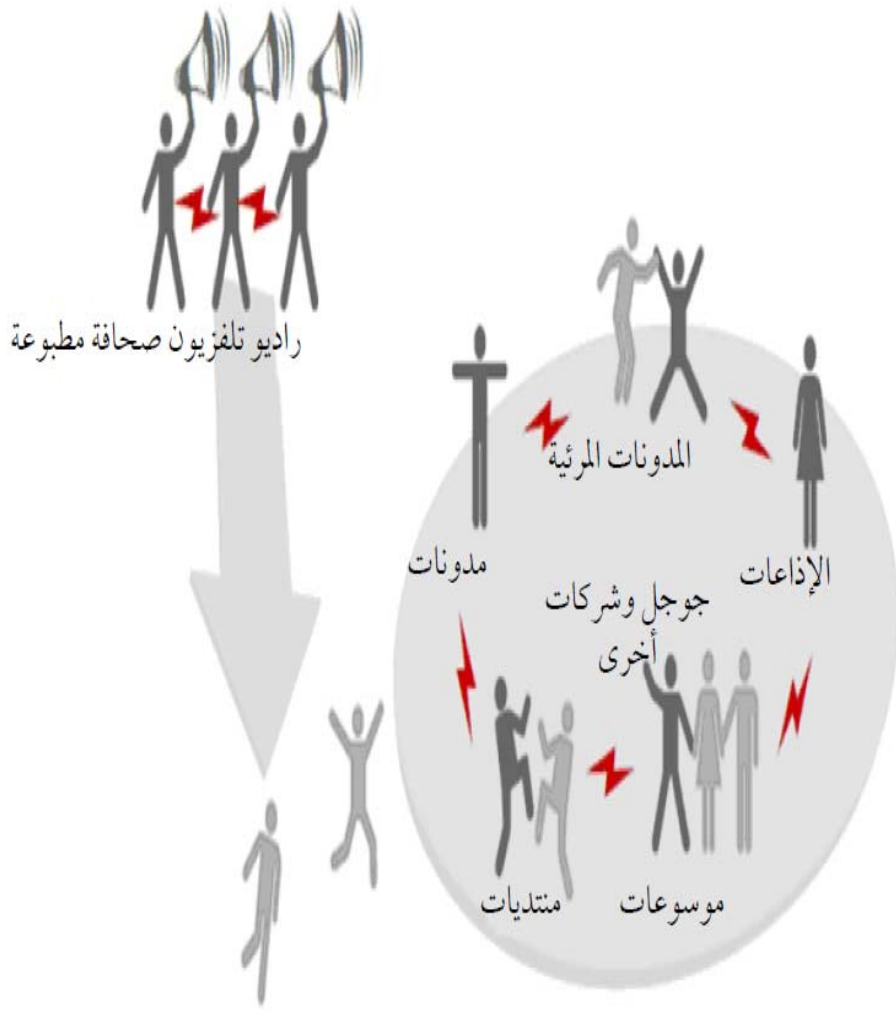 راديو تلفزيون صحافة مطبوعة
المدونات المرئية
مدونات
الإذاعات
جوجل وشركات
أخرى
منتديات
موسوعات